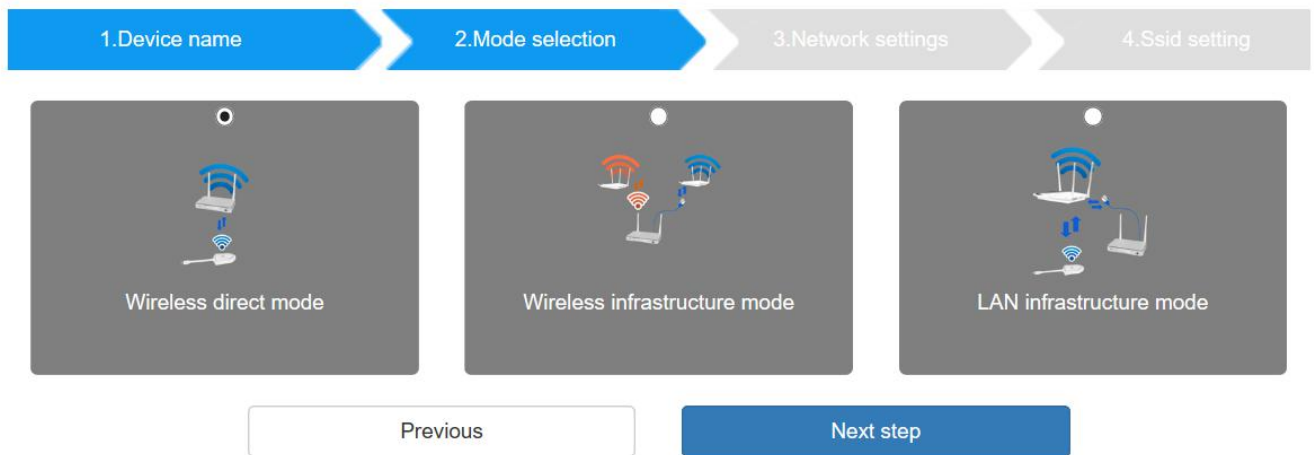 1.Device name
2.Mode selection
3.Network settings
4.Ssid setting
Wireless direct mode
Wireless infrastructure mode
LAN infrastructure mode
Previous
Next step